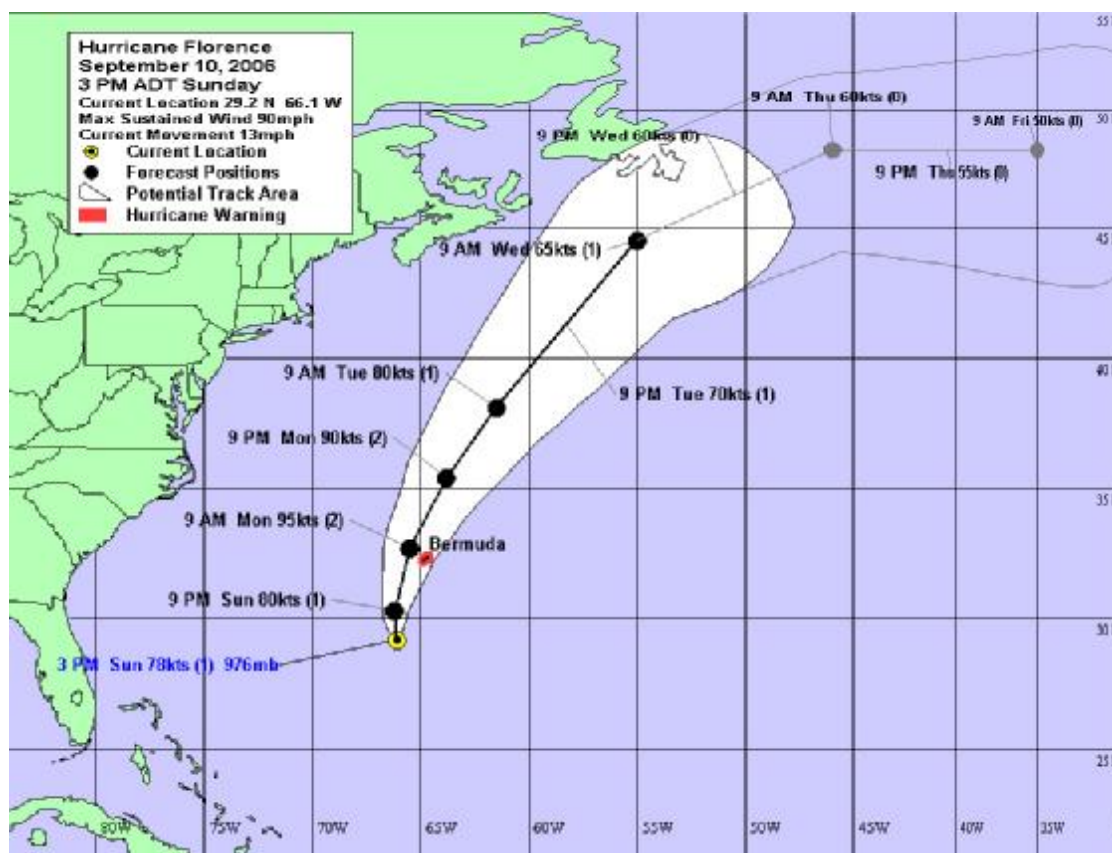 Hurricane Florence
September 10, 2006
3 PM ADT Sunday
Current Location 29.2 N 66.1 W
Max Sustained Wind 90mph
Current Movement 13mph
Current Location
Forecast Positions
Potential Track Area
Hurricane Warning
55
9 AM Thu 60kts (0)
50
9 AM Fri 50kts (0)
9 PM Wed 60kts (0)
9 PM Thu 55kts (0)
45
9 AM Wed 65kts (1)
9 AM Tue 80kts (1)
40
9 PM Tue 70kts (1)
9 PM Mon 90kts (2)
35
9 AM Mon 95kts (2)
Bermuda
9 PM Sun 80kts (1)
30
3 PM Sun 78kts (1) 976mb
25
80W 75W 70W 65W 60W 55W 50W 45W 40W 35W